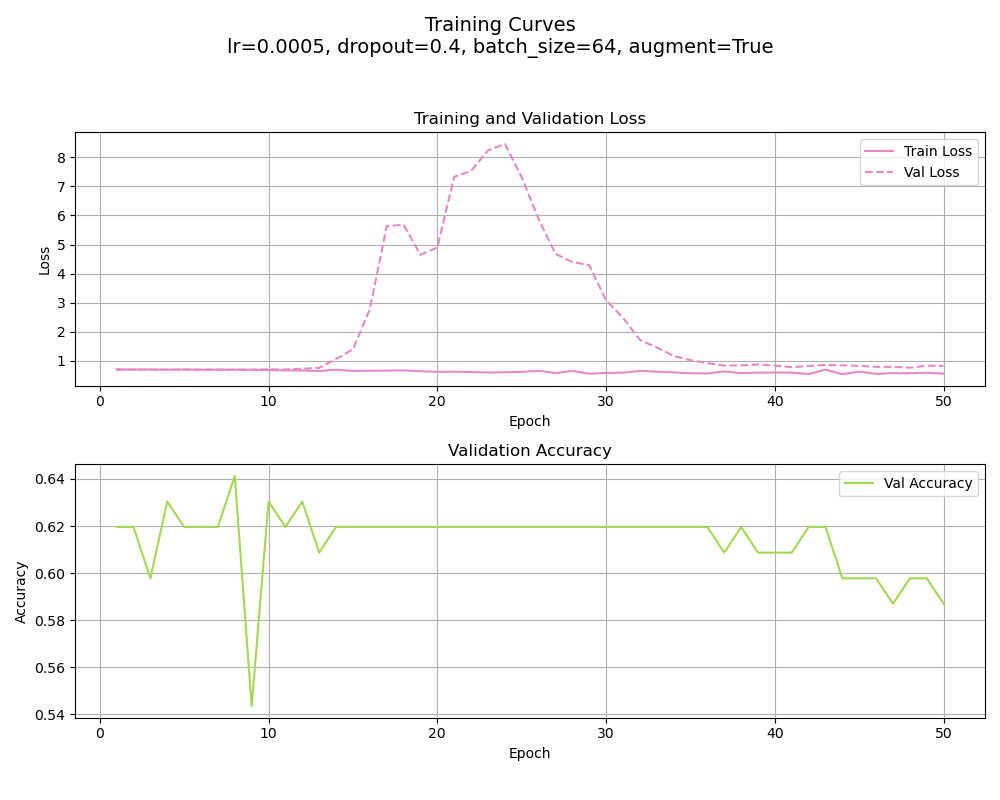 Training Curves
lr=0.0005, dropout=0.4, batch_size=64, augment=True
Training and Validation Loss
Train Loss
Val Loss
8
7
6
5
4
3
2
1
Loss
0 10 20 30 40 50
Epoch
Validation Accuracy
Val Accuracy
0.64
0.62
0.60
0.58
0.56
0.54
Accuracy
0 10 20 30 40 50
Epoch